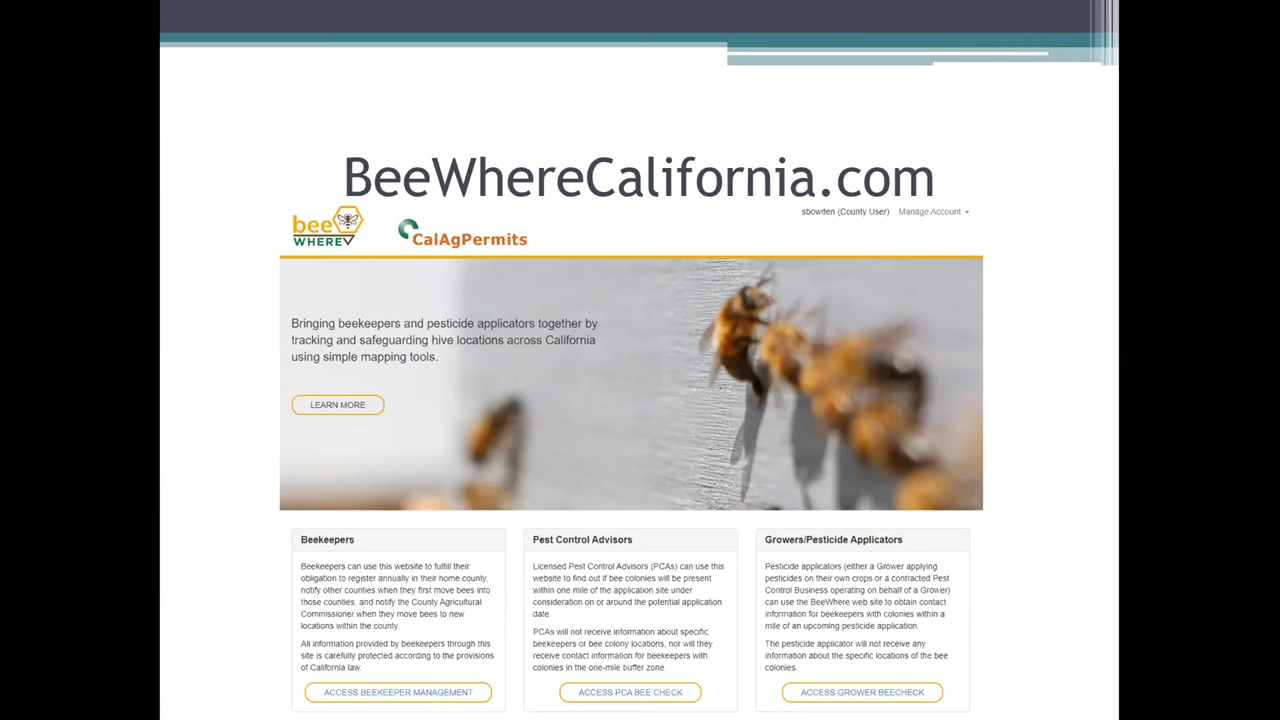 BeeWhereCalifornia.com
sbowden (County User) Manage Account
bee
WHERE
CalAgPermits
Bringing beekeepers and pesticide applicators together by
tracking and safeguarding hive locations across California
using simple mapping tools.
LEARN MORE
Beekeepers
Beekeepers can use this website to fulfill their
obligation to register annually in their home county,
notify other counties when they first move bees into
those counties, and notify the County Agricultural
Commissioner when they move bees to new
locations within the county.
All information provided by beekeepers through this
site is carefully protected according to the provisions
of California law.
ACCESS BEEKEEPER MANAGEMENT
Pest Control Advisors
Licensed Pest Control Advisors (PCAs) can use this
website to find out if bee colonies will be present
within one mile of the application site under
consideration on or around the potential application
date.
PCAs will not receive information about specific
beekeepers or bee colony locations, nor will they
receive contact information for beekeepers with
colonies in the one-mile buffer zone.
ACCESS PCA BEE CHECK
Growers/Pesticide Applicators
Pesticide applicators (either a Grower applying
pesticides on their own crops or a contracted Pest
Control Business operating on behalf of a Grower)
can use the BeeWhere web site to obtain contact
information for beekeepers with colonies within a
mile of an upcoming pesticide application.
The pesticide applicator will not receive any
information about the specific locations of the bee
colonies.
ACCESS GROWER BEECHECK